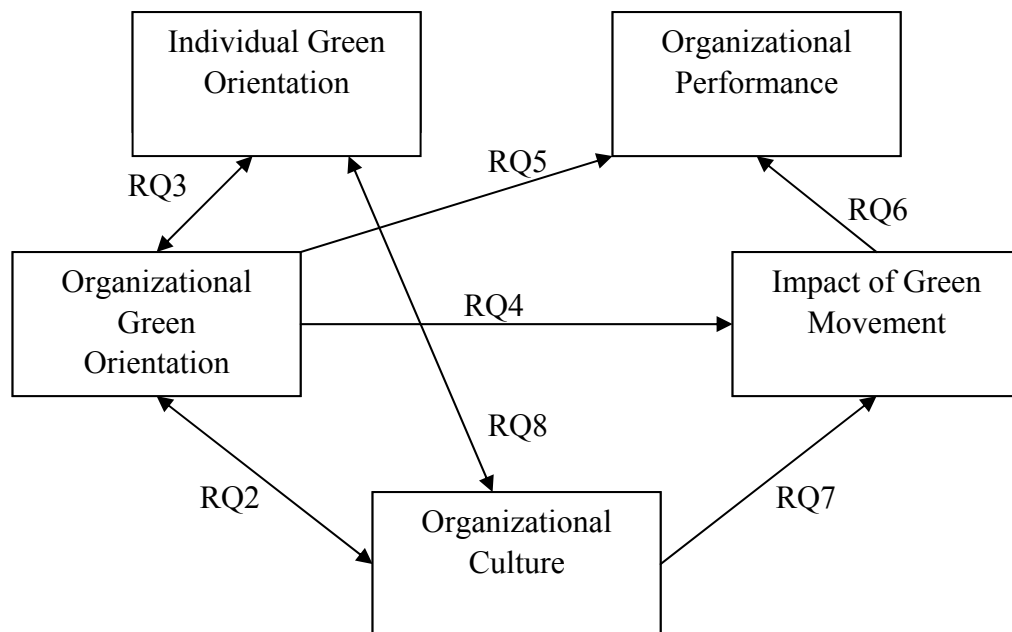 Individual Green
Orientation
Organizational
Performance
RQ3
RQ5
RQ6
Organizational
Green
Orientation
RQ4
Impact of Green
Movement
RQ8
RQ2
RQ7
Organizational
Culture